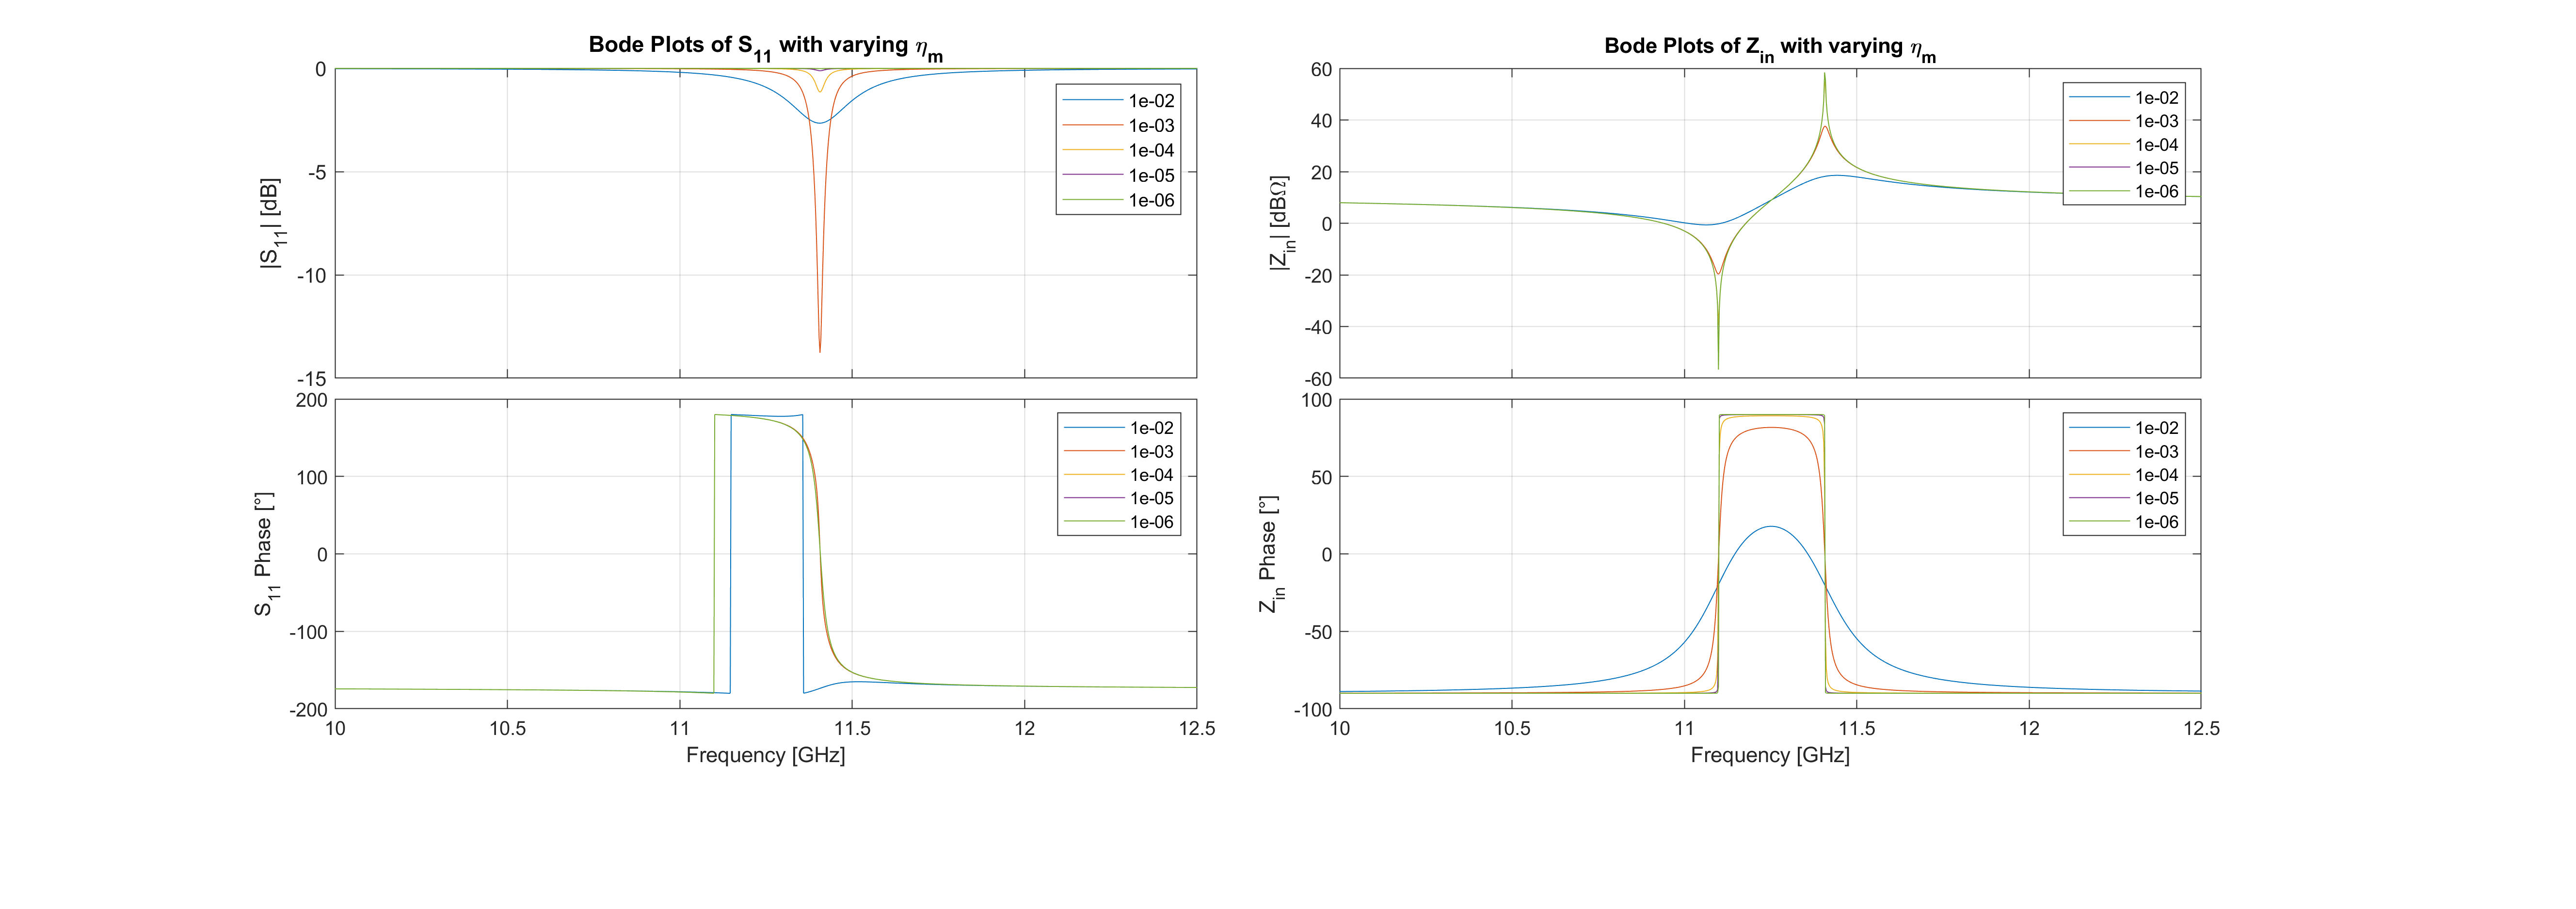 Bode Plots of S11 with varying ηm
0
-5
-10
-15
|S11| [dB]
1e-02
1e-03
1e-04
1e-05
1e-06
200
100
0
-100
-200
S11 Phase [°]
1e-02
1e-03
1e-04
1e-05
1e-06
10
10.5
11
11.5
12
12.5
Frequency [GHz]
Bode Plots of Zin with varying ηm
60
40
20
0
-20
-40
-60
|Zin| [dBΩ]
1e-02
1e-03
1e-04
1e-05
1e-06
100
50
0
-50
-100
Zin Phase [°]
1e-02
1e-03
1e-04
1e-05
1e-06
10
10.5
11
11.5
12
12.5
Frequency [GHz]